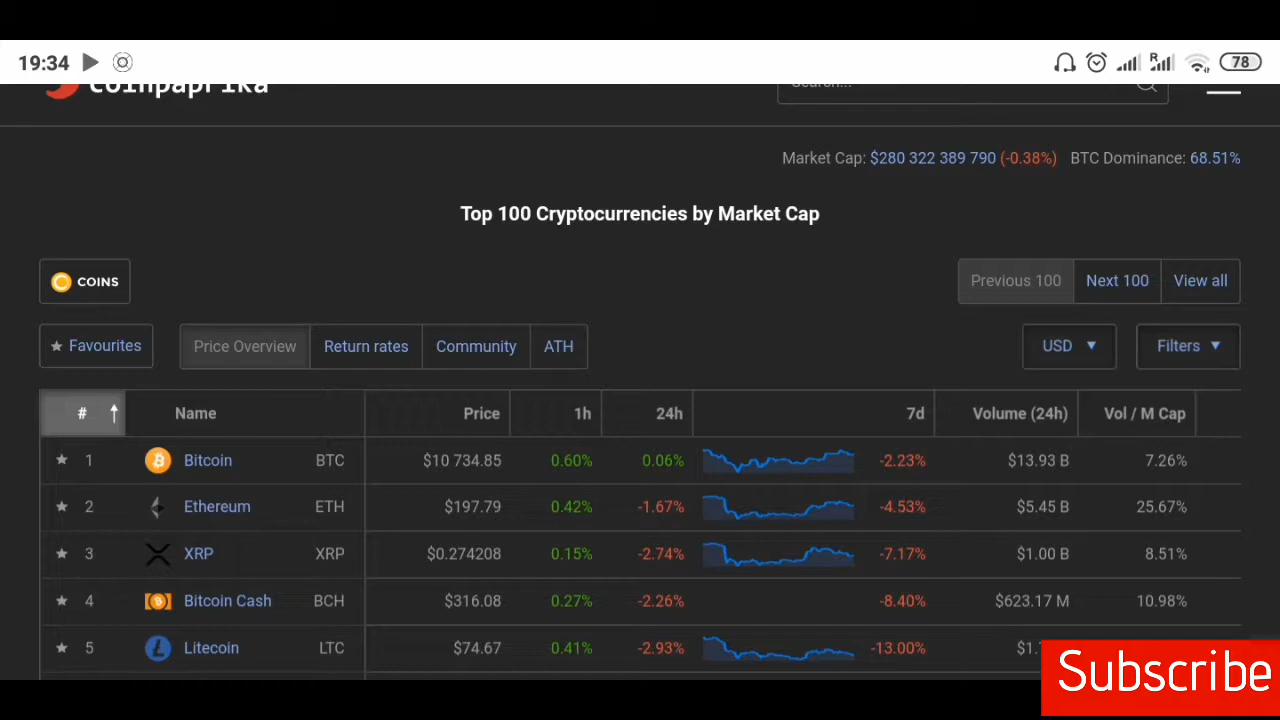 19:34 R 78
coinpaprika Search...
Market Cap: $280 322 389 790 (-0.38%) BTC Dominance: 68.51%
Top 100 Cryptocurrencies by Market Cap
COINS Previous 100 Next 100 View all
Favourites Price Overview Return rates Community ATH USD Filters
# Name Price 1h 24h 7d Volume (24h) Vol / M Cap
1 Bitcoin BTC $10 734.85 0.60% 0.06% -2.23% $13.93 B 7.26%
2 Ethereum ETH $197.79 0.42% -1.67% -4.53% $5.45 B 25.67%
3 XRP XRP $0.274208 0.15% -2.74% -7.17% $1.00 B 8.51%
4 Bitcoin Cash BCH $316.08 0.27% -2.26% -8.40% $623.17 M 10.98%
5 Litecoin LTC $74.67 0.41% -2.93% -13.00%
Subscribe